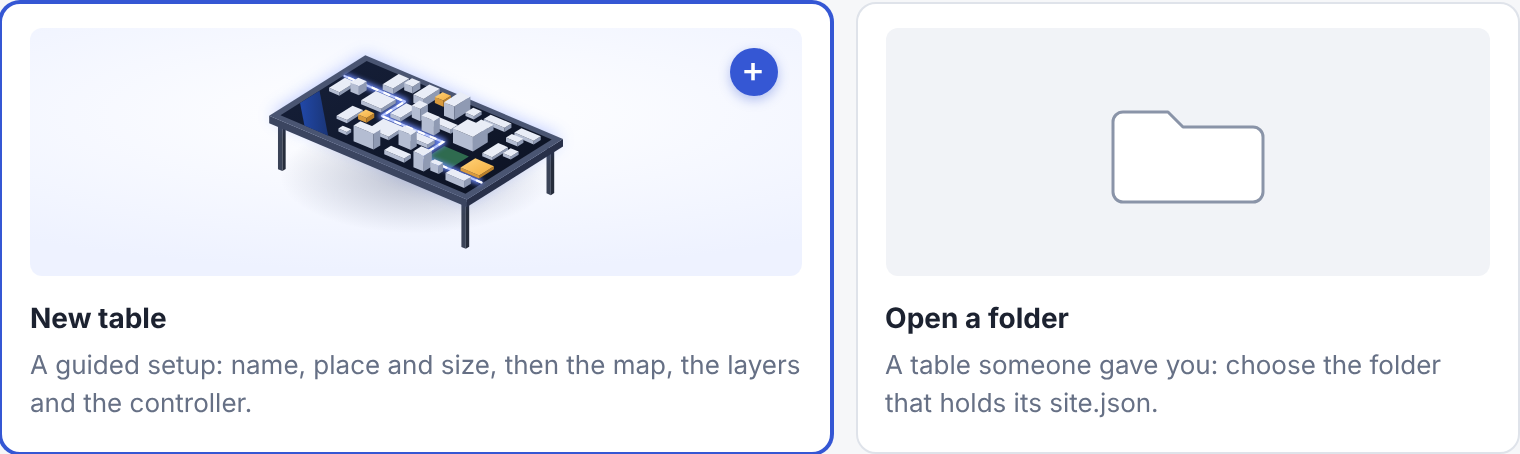 New table
A guided setup: name, place and size, then the map, the layers
and the controller.
Open a folder
A table someone gave you: choose the folder
that holds its site.json.